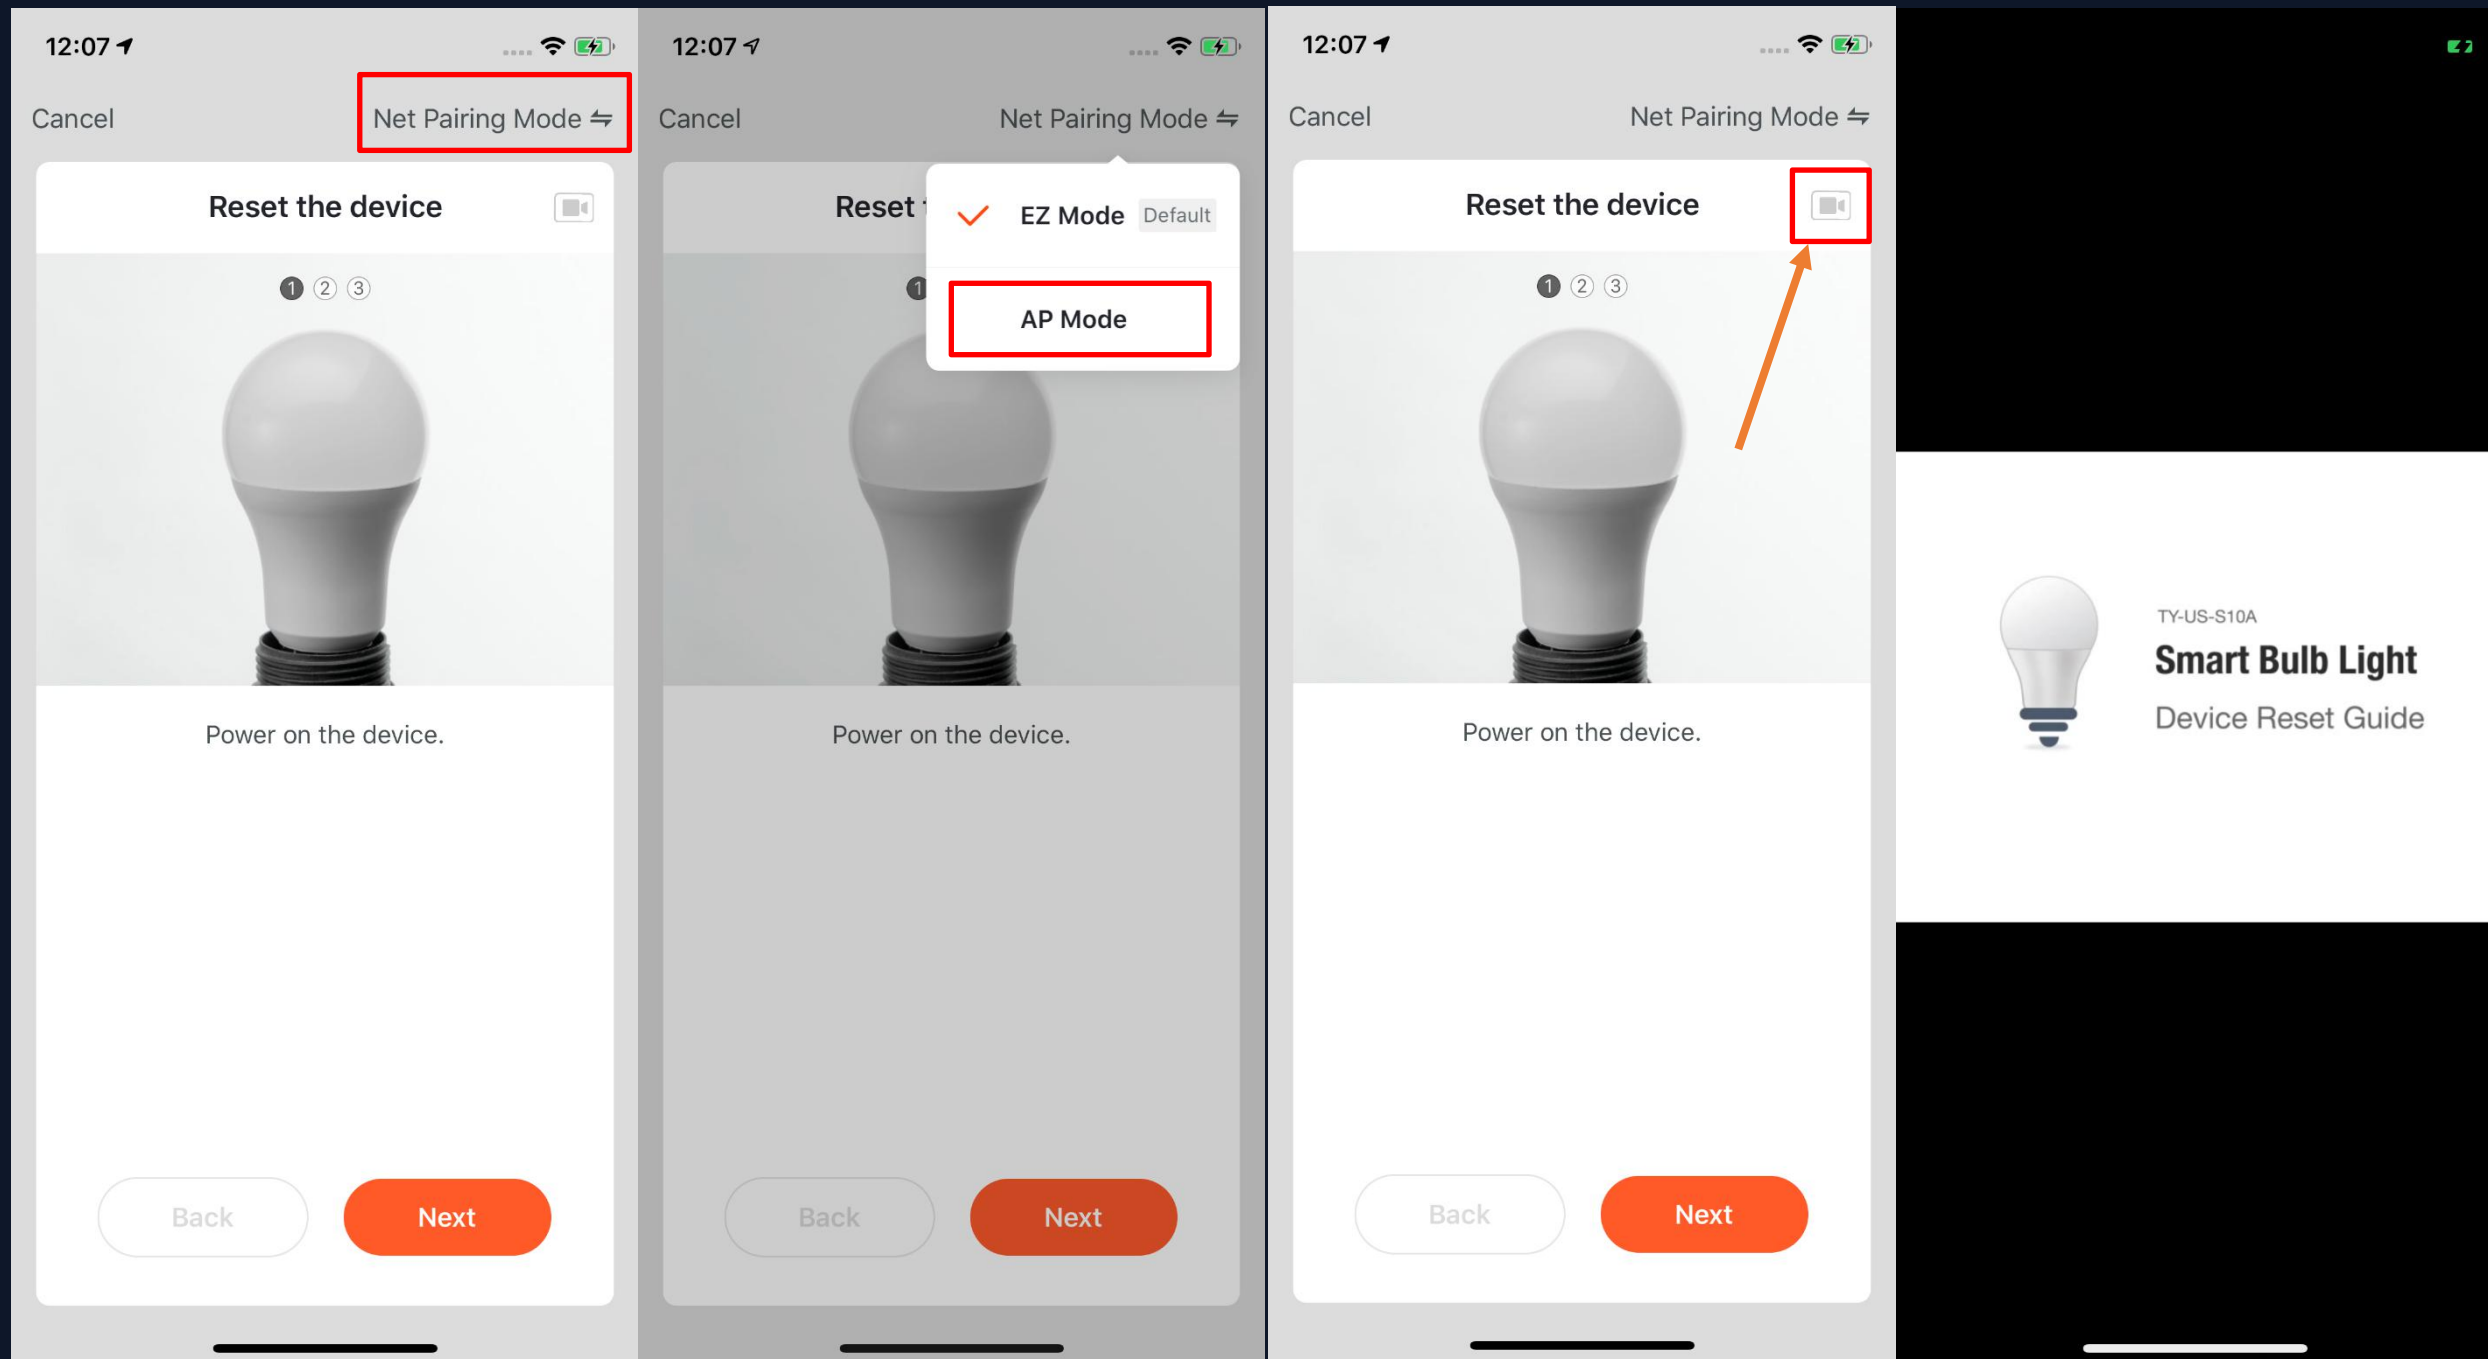 12:07
Cancel
Net Pairing Mode
Reset the device
1 2 3
Power on the device.
Back
Next
12:07
Cancel
Net Pairing Mode
Reset
EZ Mode Default
AP Mode
1
Power on the device.
Back
Next
12:07
Cancel
Net Pairing Mode
Reset the device
1 2 3
Power on the device.
Back
Next
TY-US-S10A
Smart Bulb Light
Device Reset Guide